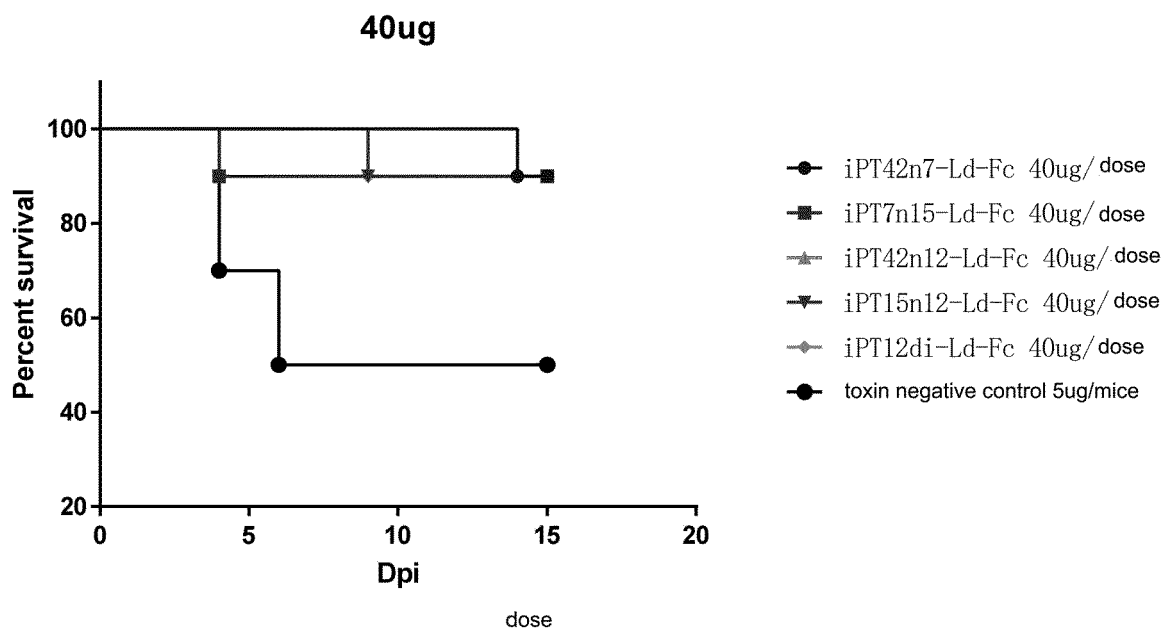 40ug
100
80
60
40
20
Percent survival
0 5 10 15 20
Dpi
iPT42n7-Ld-Fc 40ug/dose
iPT7n15-Ld-Fc 40ug/dose
iPT42n12-Ld-Fc 40ug/dose
iPT15n12-Ld-Fc 40ug/dose
iPT12di-Ld-Fc 40ug/dose
toxin negative control 5ug/mice
dose